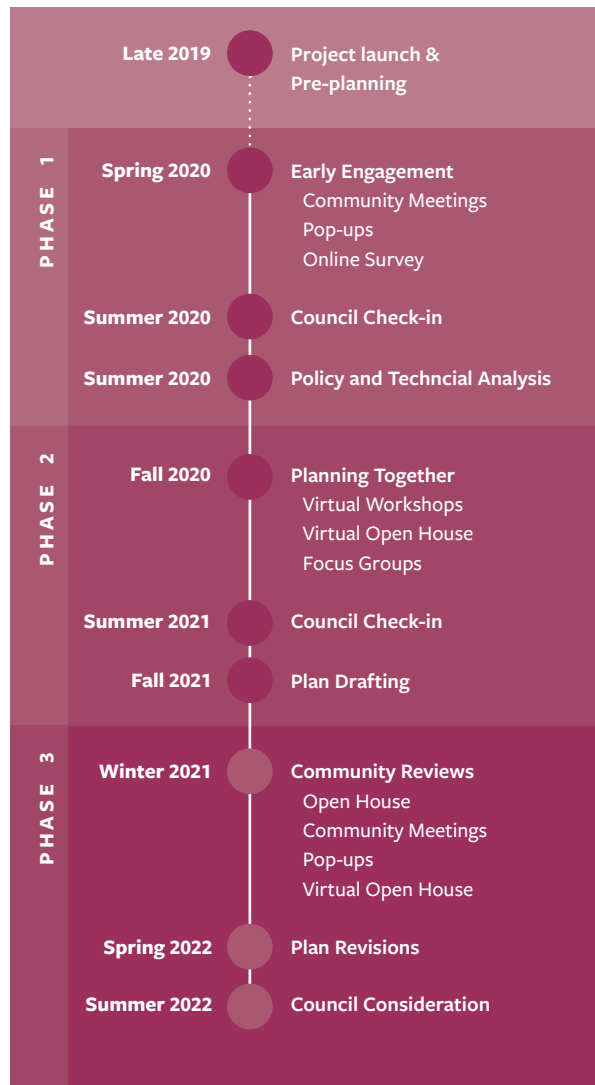 Late 2019
Project launch &
Pre-planning
PHASE 1
Spring 2020
Early Engagement
Community Meetings
Pop-ups
Online Survey
Summer 2020
Council Check-in
Summer 2020
Policy and Techncial Analysis
PHASE 2
Fall 2020
Planning Together
Virtual Workshops
Virtual Open House
Focus Groups
Summer 2021
Council Check-in
Fall 2021
Plan Drafting
PHASE 3
Winter 2021
Community Reviews
Open House
Community Meetings
Pop-ups
Virtual Open House
Spring 2022
Plan Revisions
Summer 2022
Council Consideration